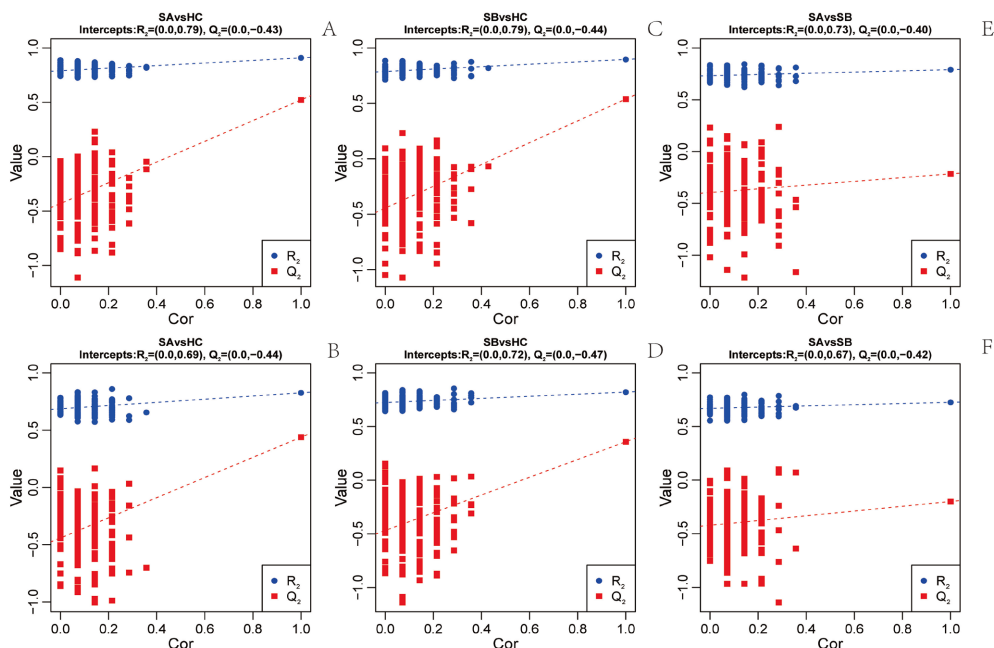 SAvsHC
Intercepts:R₂=(0.0,0.79), Q₂=(0.0,−0.43)
A
1.0
0.5
0.0
−0.5
−1.0
Value
0.0 0.2 0.4 0.6 0.8 1.0
Cor
R₂
Q₂
SBvsHC
Intercepts:R₂=(0.0,0.79), Q₂=(0.0,−0.44)
C
1.0
0.5
0.0
−0.5
−1.0
Value
0.0 0.2 0.4 0.6 0.8 1.0
Cor
R₂
Q₂
SAvsSB
Intercepts:R₂=(0.0,0.73), Q₂=(0.0,−0.40)
E
1.0
0.5
0.0
−0.5
−1.0
Value
0.0 0.2 0.4 0.6 0.8 1.0
Cor
R₂
Q₂
SAvsHC
Intercepts:R₂=(0.0,0.69), Q₂=(0.0,−0.44)
B
1.0
0.5
0.0
−0.5
−1.0
Value
0.0 0.2 0.4 0.6 0.8 1.0
Cor
R₂
Q₂
SBvsHC
Intercepts:R₂=(0.0,0.72), Q₂=(0.0,−0.47)
D
1.0
0.5
0.0
−0.5
−1.0
Value
0.0 0.2 0.4 0.6 0.8 1.0
Cor
R₂
Q₂
SAvsSB
Intercepts:R₂=(0.0,0.67), Q₂=(0.0,−0.42)
F
1.0
0.5
0.0
−0.5
−1.0
Value
0.0 0.2 0.4 0.6 0.8 1.0
Cor
R₂
Q₂